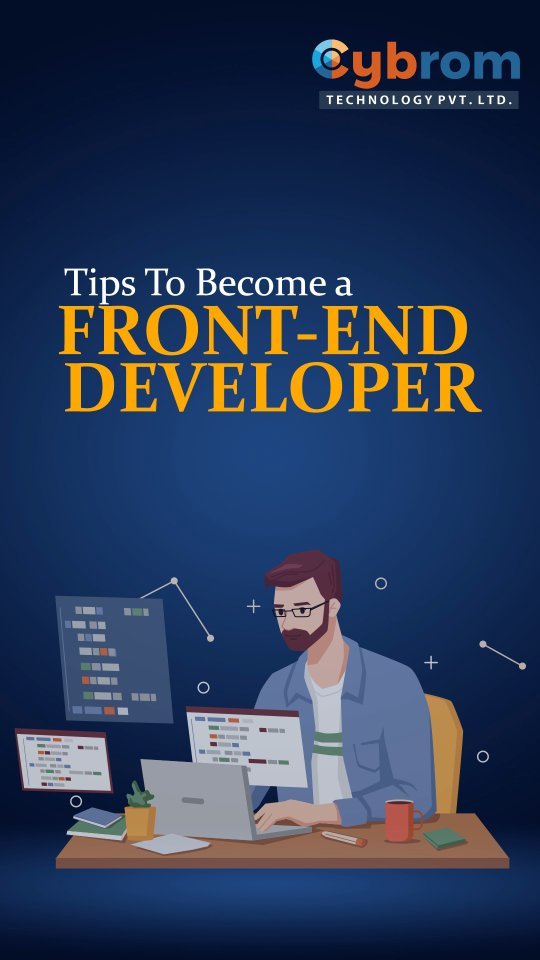 Cybrom
TECHNOLOGY PVT. LTD.
Tips To Become a
FRONT-END
DEVELOPER